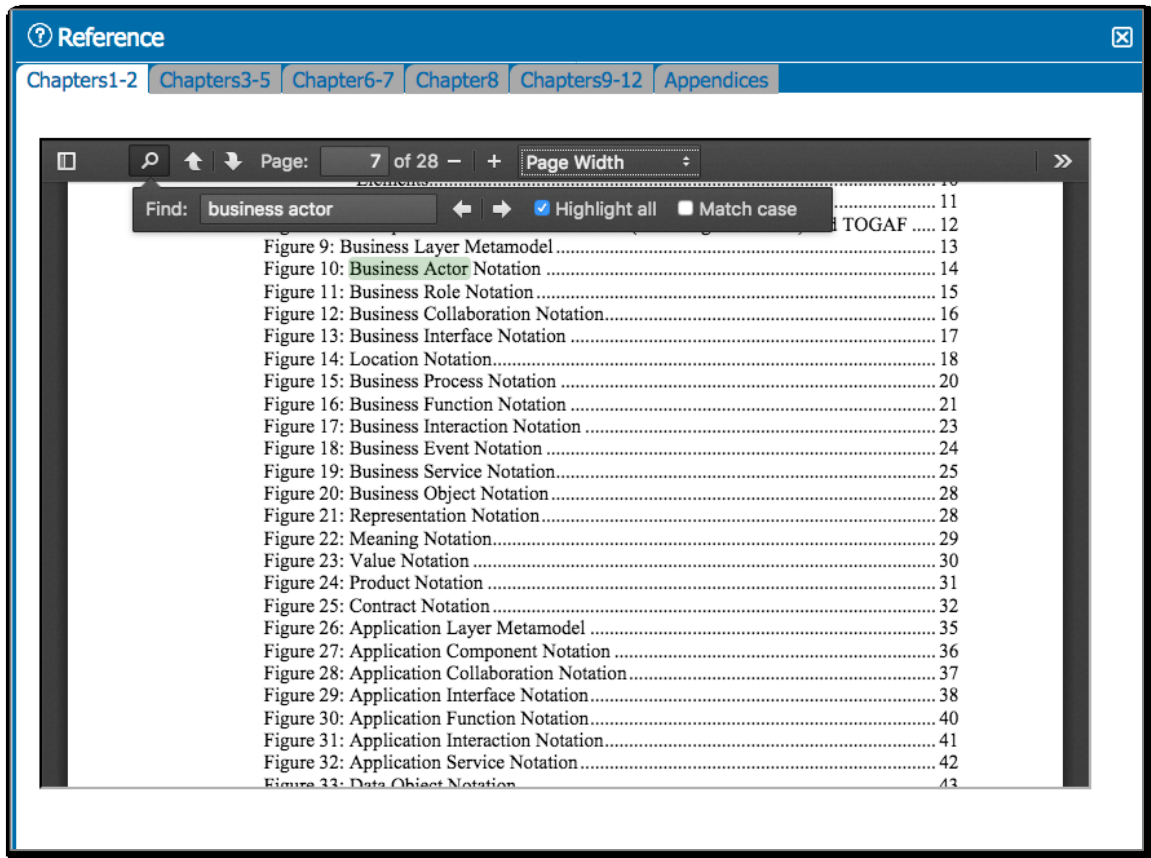 Reference
Chapters1-2 Chapters3-5 Chapter6-7 Chapter8 Chapters9-12 Appendices
Page: 7 of 28 − + Page Width »
Find: business actor Highlight all Match case
Elements.......... 10
.......... 11
TOGAF ..... 12
Figure 9: Business Layer Metamodel .......... 13
Figure 10: Business Actor Notation .......... 14
Figure 11: Business Role Notation .......... 15
Figure 12: Business Collaboration Notation .......... 16
Figure 13: Business Interface Notation .......... 17
Figure 14: Location Notation .......... 18
Figure 15: Business Process Notation .......... 20
Figure 16: Business Function Notation .......... 21
Figure 17: Business Interaction Notation .......... 23
Figure 18: Business Event Notation .......... 24
Figure 19: Business Service Notation .......... 25
Figure 20: Business Object Notation .......... 28
Figure 21: Representation Notation .......... 28
Figure 22: Meaning Notation .......... 29
Figure 23: Value Notation .......... 30
Figure 24: Product Notation .......... 31
Figure 25: Contract Notation .......... 32
Figure 26: Application Layer Metamodel .......... 35
Figure 27: Application Component Notation .......... 36
Figure 28: Application Collaboration Notation .......... 37
Figure 29: Application Interface Notation .......... 38
Figure 30: Application Function Notation .......... 40
Figure 31: Application Interaction Notation .......... 41
Figure 32: Application Service Notation .......... 42
Figure 33: Data Object Notation .......... 43